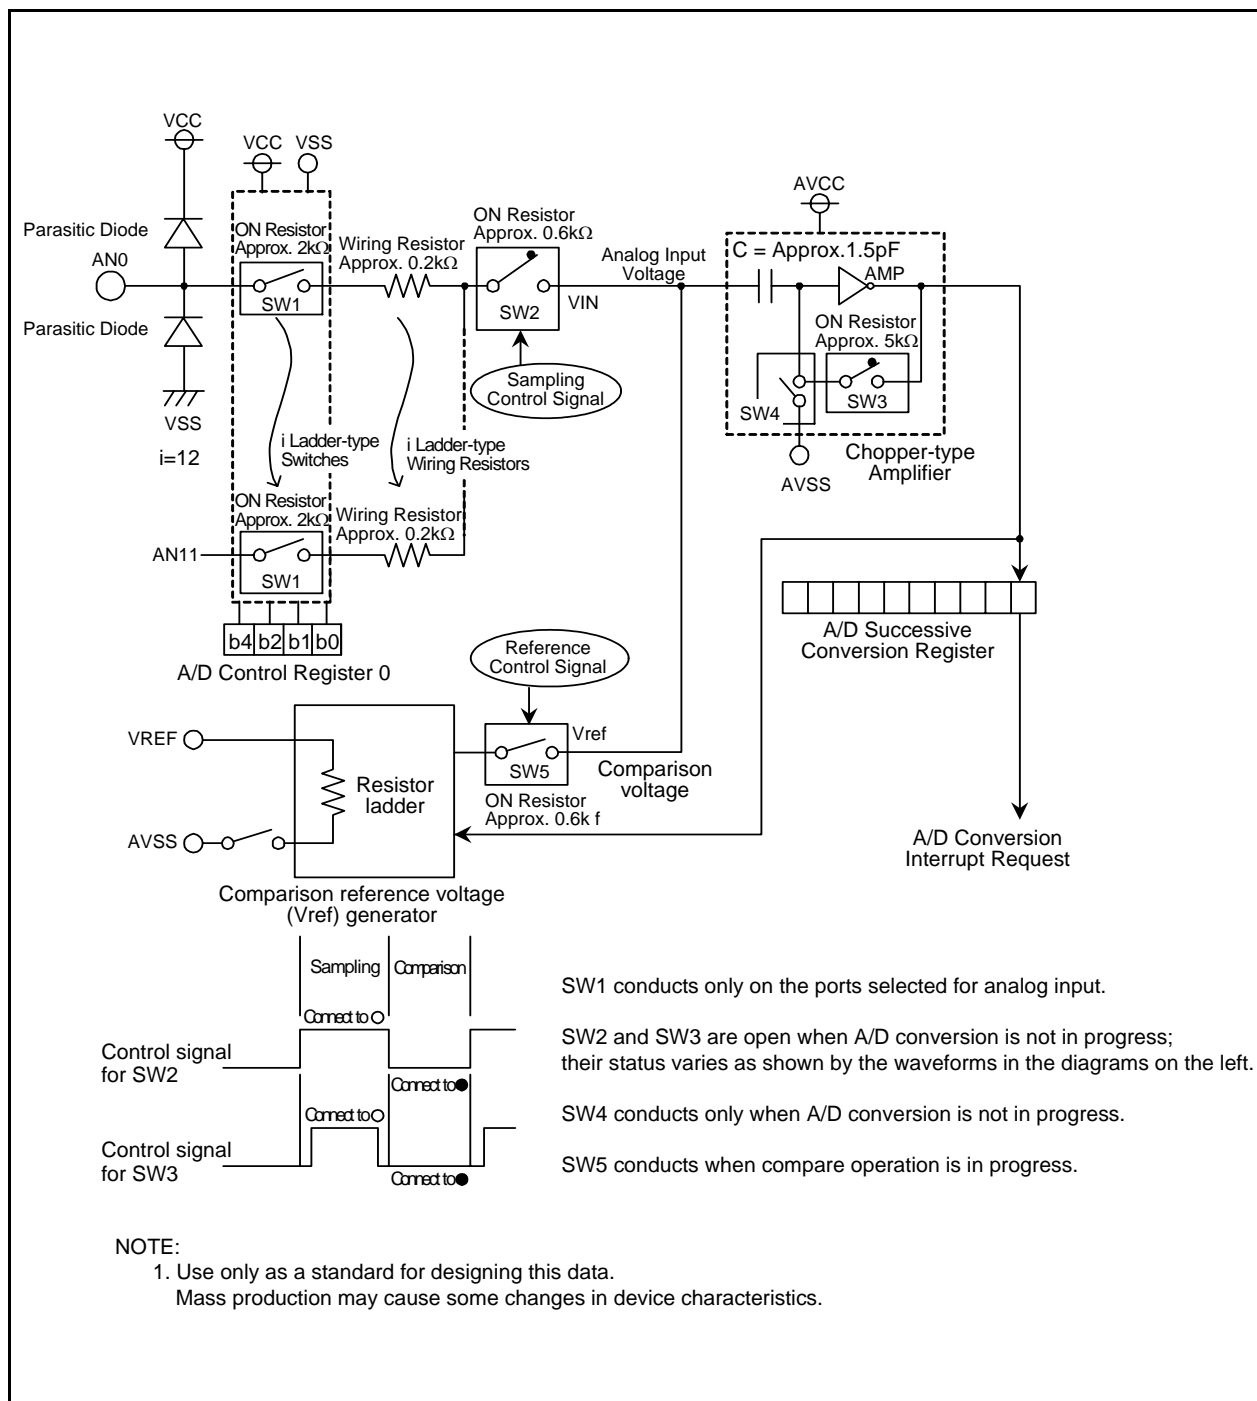 VCC
VCC VSS
AVCC
Parasitic Diode
AN0
Parasitic Diode
VSS
i=12
ON Resistor
Approx. 2kΩ
SW1
Wiring Resistor
Approx. 0.2kΩ
ON Resistor
Approx. 0.6kΩ
SW2
VIN
Sampling
Control Signal
Analog Input
Voltage
C = Approx.1.5pF
AMP
ON Resistor
Approx. 5kΩ
SW3
SW4
AVSS
Chopper-type
Amplifier
i Ladder-type
Switches
i Ladder-type
Wiring Resistors
ON Resistor
Approx. 2kΩ
AN11
SW1
Wiring Resistor
Approx. 0.2kΩ
b4 b2 b1 b0
A/D Control Register 0
A/D Successive
Conversion Register
Reference
Control Signal
VREF
AVSS
Resistor
ladder
Vref
SW5
ON Resistor
Approx. 0.6k f
Comparison
voltage
A/D Conversion
Interrupt Request
Comparison reference voltage
(Vref) generator
Sampling Comparison
Connect to
Control signal
for SW2
Connect to
Connect to
Control signal
for SW3
Connect to
SW1 conducts only on the ports selected for analog input.
SW2 and SW3 are open when A/D conversion is not in progress;
their status varies as shown by the waveforms in the diagrams on the left.
SW4 conducts only when A/D conversion is not in progress.
SW5 conducts when compare operation is in progress.
NOTE:
1. Use only as a standard for designing this data.
Mass production may cause some changes in device characteristics.